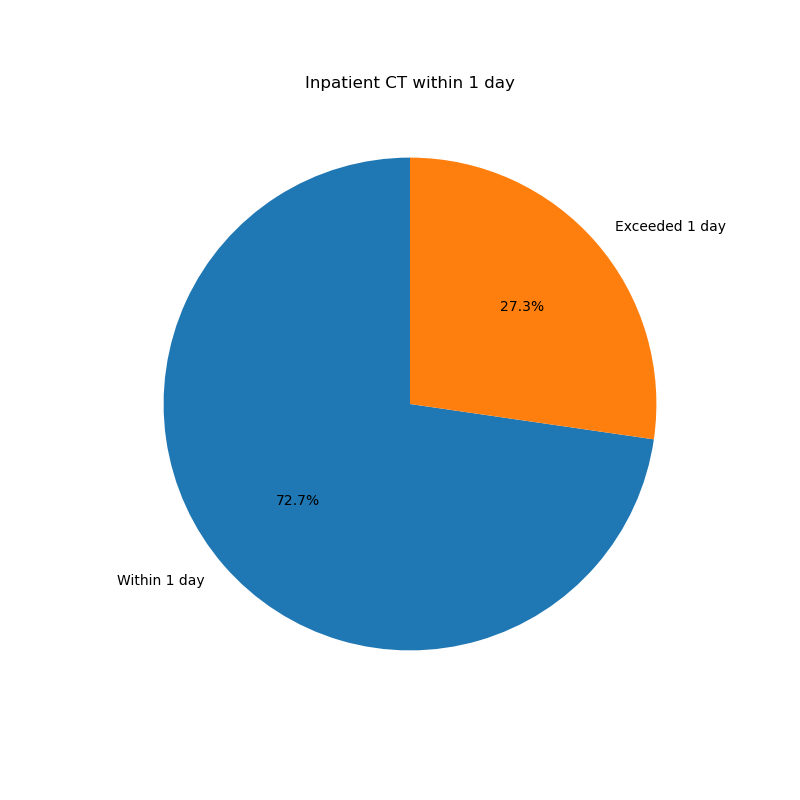 Inpatient CT within 1 day
Exceeded 1 day
27.3%
72.7%
Within 1 day